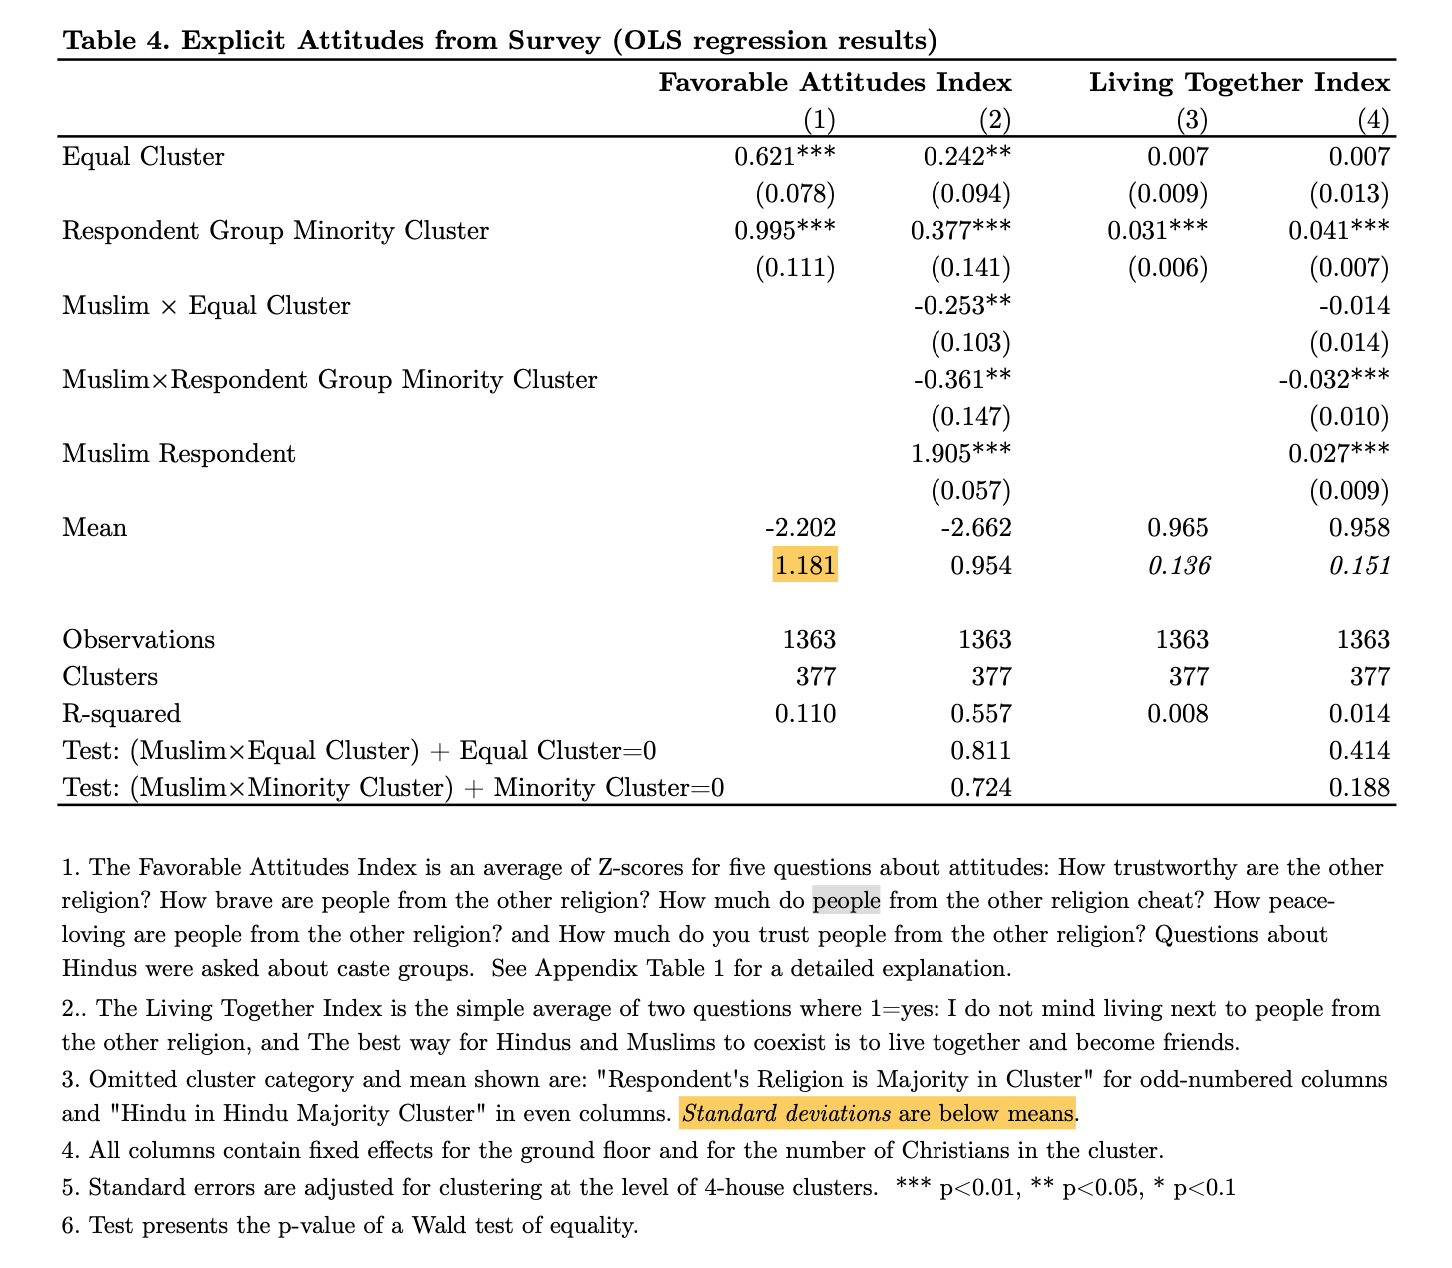 Table 4. Explicit Attitudes from Survey (OLS regression results)
Favorable Attitudes Index Living Together Index
(1) (2) (3) (4)
Equal Cluster 0.621*** 0.242** 0.007 0.007
(0.078) (0.094) (0.009) (0.013)
Respondent Group Minority Cluster 0.995*** 0.377*** 0.031*** 0.041***
(0.111) (0.141) (0.006) (0.007)
Muslim × Equal Cluster -0.253** -0.014
(0.103) (0.014)
Muslim×Respondent Group Minority Cluster -0.361** -0.032***
(0.147) (0.010)
Muslim Respondent 1.905*** 0.027***
(0.057) (0.009)
Mean -2.202 -2.662 0.965 0.958
1.181 0.954 0.136 0.151
Observations 1363 1363 1363 1363
Clusters 377 377 377 377
R-squared 0.110 0.557 0.008 0.014
Test: (Muslim×Equal Cluster) + Equal Cluster=0 0.811 0.414
Test: (Muslim×Minority Cluster) + Minority Cluster=0 0.724 0.188
1. The Favorable Attitudes Index is an average of Z-scores for five questions about attitudes: How trustworthy are the other
religion? How brave are people from the other religion? How much do people from the other religion cheat? How peace-
loving are people from the other religion? and How much do you trust people from the other religion? Questions about
Hindus were asked about caste groups. See Appendix Table 1 for a detailed explanation.
2.. The Living Together Index is the simple average of two questions where 1=yes: I do not mind living next to people from
the other religion, and The best way for Hindus and Muslims to coexist is to live together and become friends.
3. Omitted cluster category and mean shown are: "Respondent's Religion is Majority in Cluster" for odd-numbered columns
and "Hindu in Hindu Majority Cluster" in even columns. Standard deviations are below means.
4. All columns contain fixed effects for the ground floor and for the number of Christians in the cluster.
5. Standard errors are adjusted for clustering at the level of 4-house clusters. *** p<0.01, ** p<0.05, * p<0.1
6. Test presents the p-value of a Wald test of equality.